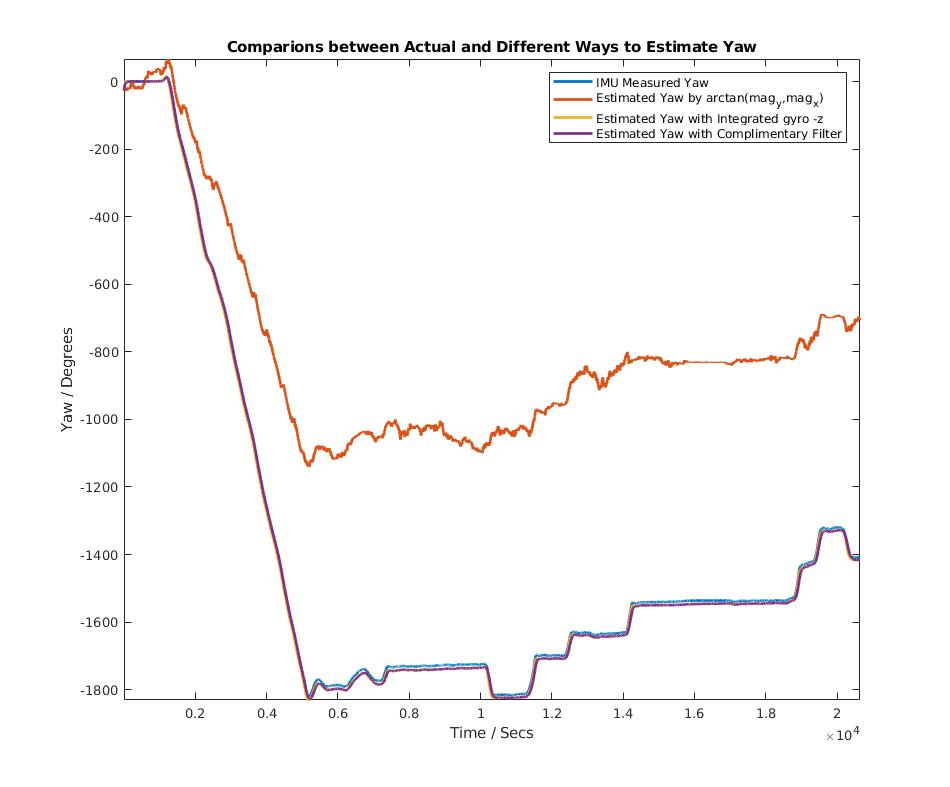 Comparions between Actual and Different Ways to Estimate Yaw
IMU Measured Yaw
Estimated Yaw by arctan(mag_y,mag_x)
Estimated Yaw with Integrated gyro -z
Estimated Yaw with Complimentary Filter
Yaw / Degrees
0
-200
-400
-600
-800
-1000
-1200
-1400
-1600
-1800
0.2 0.4 0.6 0.8 1 1.2 1.4 1.6 1.8 2
Time / Secs
×10^4